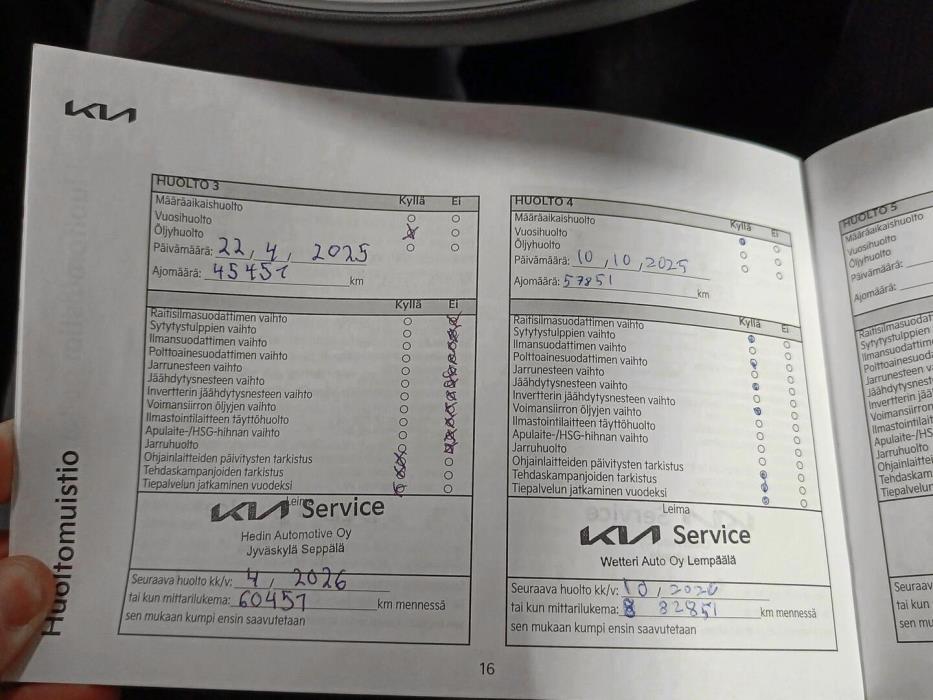 KIA
HUOLTO 3
Kyllä Ei
Määräaikaishuolto
Vuosihuolto
Öljyhuolto
Päivämäärä: 22, 4, 2025
Ajomäärä: 45451 km
Kyllä Ei
Raitisilmasuodattimen vaihto
Sytytystulppien vaihto
Ilmansuodattimen vaihto
Polttoainesuodattimen vaihto
Jarrunesteen vaihto
Jäähdytysnesteen vaihto
Invertterin jäähdytysnesteen vaihto
Voimansiirron öljyjen vaihto
Ilmastointilaitteen täyttöhuolto
Apulaite-/HSG-hihnan vaihto
Jarruhuolto
Ohjainlaitteiden päivitysten tarkistus
Tehdaskampanjoiden tarkistus
Tiepalvelun jatkaminen vuodeksi
Leima
KIA Service
Hedin Automotive Oy
Jyväskylä Seppälä
Seuraava huolto kk/v: 4, 2026
tai kun mittarilukema: 60451 km mennessä
sen mukaan kumpi ensin saavutetaan
HUOLTO 4
Kyllä Ei
Määräaikaishuolto
Vuosihuolto
Öljyhuolto
Päivämäärä: 10, 10, 2025
Ajomäärä: 57851 km
Kyllä Ei
Raitisilmasuodattimen vaihto
Sytytystulppien vaihto
Ilmansuodattimen vaihto
Polttoainesuodattimen vaihto
Jarrunesteen vaihto
Jäähdytysnesteen vaihto
Invertterin jäähdytysnesteen vaihto
Voimansiirron öljyjen vaihto
Ilmastointilaitteen täyttöhuolto
Apulaite-/HSG-hihnan vaihto
Jarruhuolto
Ohjainlaitteiden päivitysten tarkistus
Tehdaskampanjoiden tarkistus
Tiepalvelun jatkaminen vuodeksi
Leima
KIA Service
Wetteri Auto Oy Lempäälä
Seuraava huolto kk/v: 10, 2026
tai kun mittarilukema: 82851 km mennessä
sen mukaan kumpi ensin saavutetaan
HUOLTO 5
Määräaikaishuolto
Vuosihuolto
Öljyhuolto
Päivämäärä:
Ajomäärä:
Sytytystulppien
Jarrunesteen
Tiepalvelun
tai kun
Huoltomuistio
16